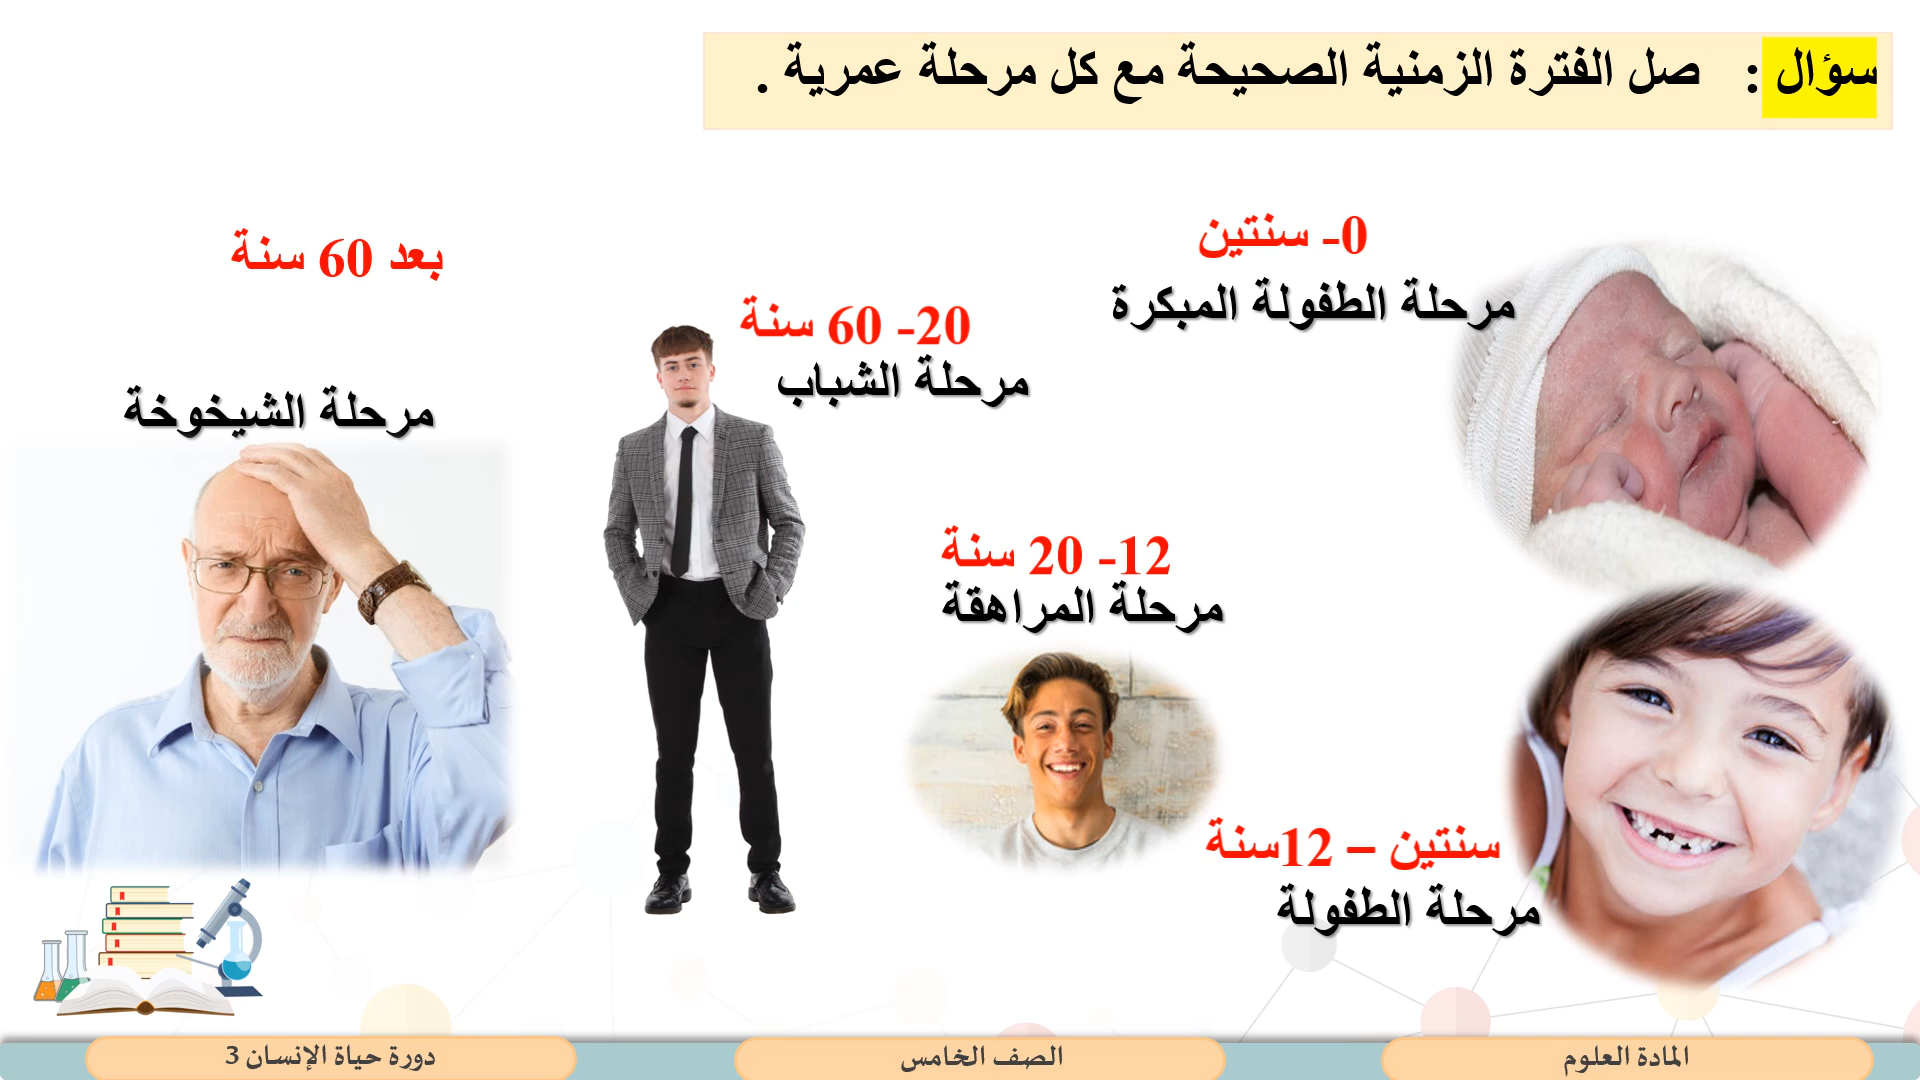 سؤال : صل الفترة الزمنية الصحيحة مع كل مرحلة عمرية .
0- سنتين
مرحلة الطفولة المبكرة
بعد 60 سنة
20- 60 سنة
مرحلة الشباب
مرحلة الشيخوخة
12- 20 سنة
مرحلة المراهقة
سنتين – 12سنة
مرحلة الطفولة
المادة العلوم
الصف الخامس
دورة حياة الإنسان 3